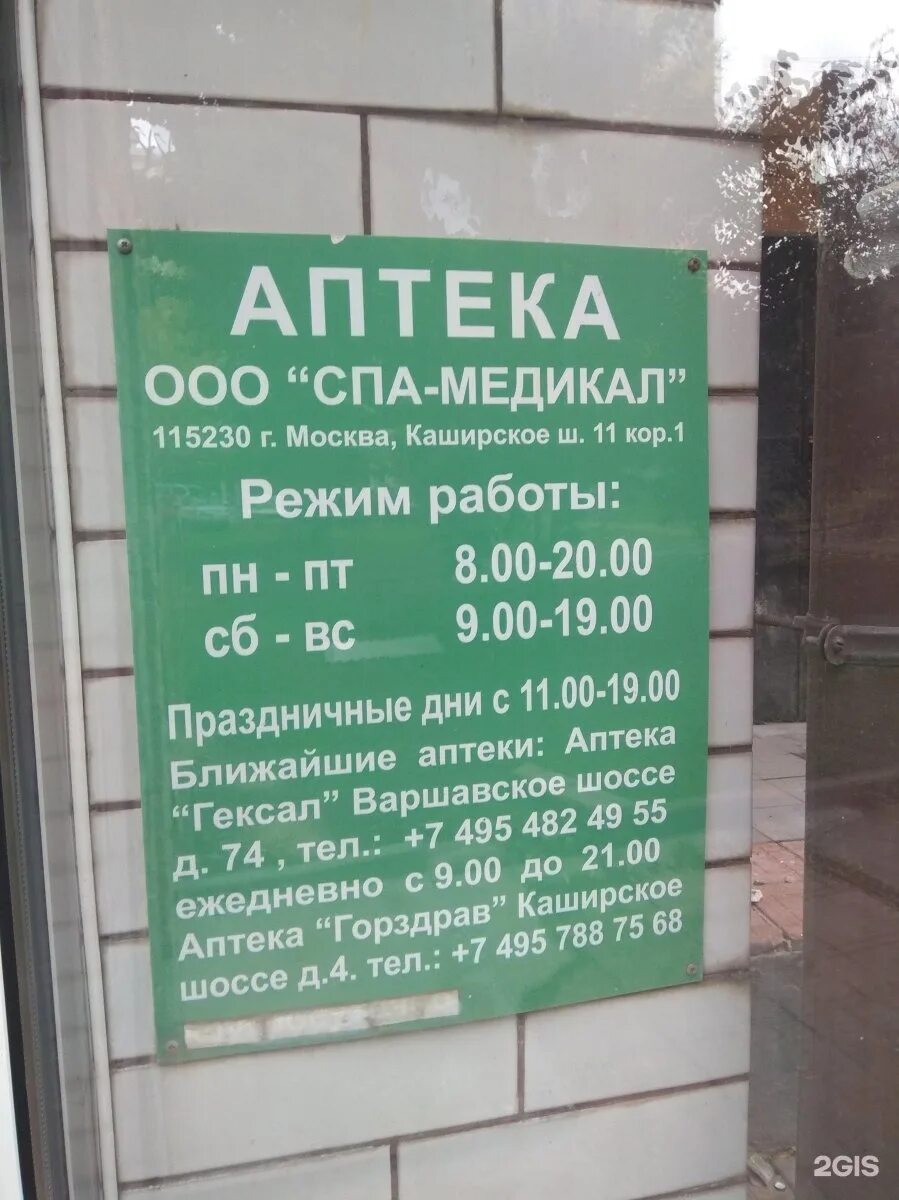 АПТЕКА
ООО "СПА-МЕДИКАЛ"
115230 г. Москва, Каширское ш. 11 кор.1
Режим работы:
пн - пт 8.00-20.00
сб - вс 9.00-19.00
Праздничные дни с 11.00-19.00
Ближайшие аптеки: Аптека
"Гексал" Варшавское шоссе
д. 74 , тел.: +7 495 482 49 55
ежедневно с 9.00 до 21.00
Аптека "Горздрав" Каширское
шоссе д.4. тел.: +7 495 788 75 68
2GIS